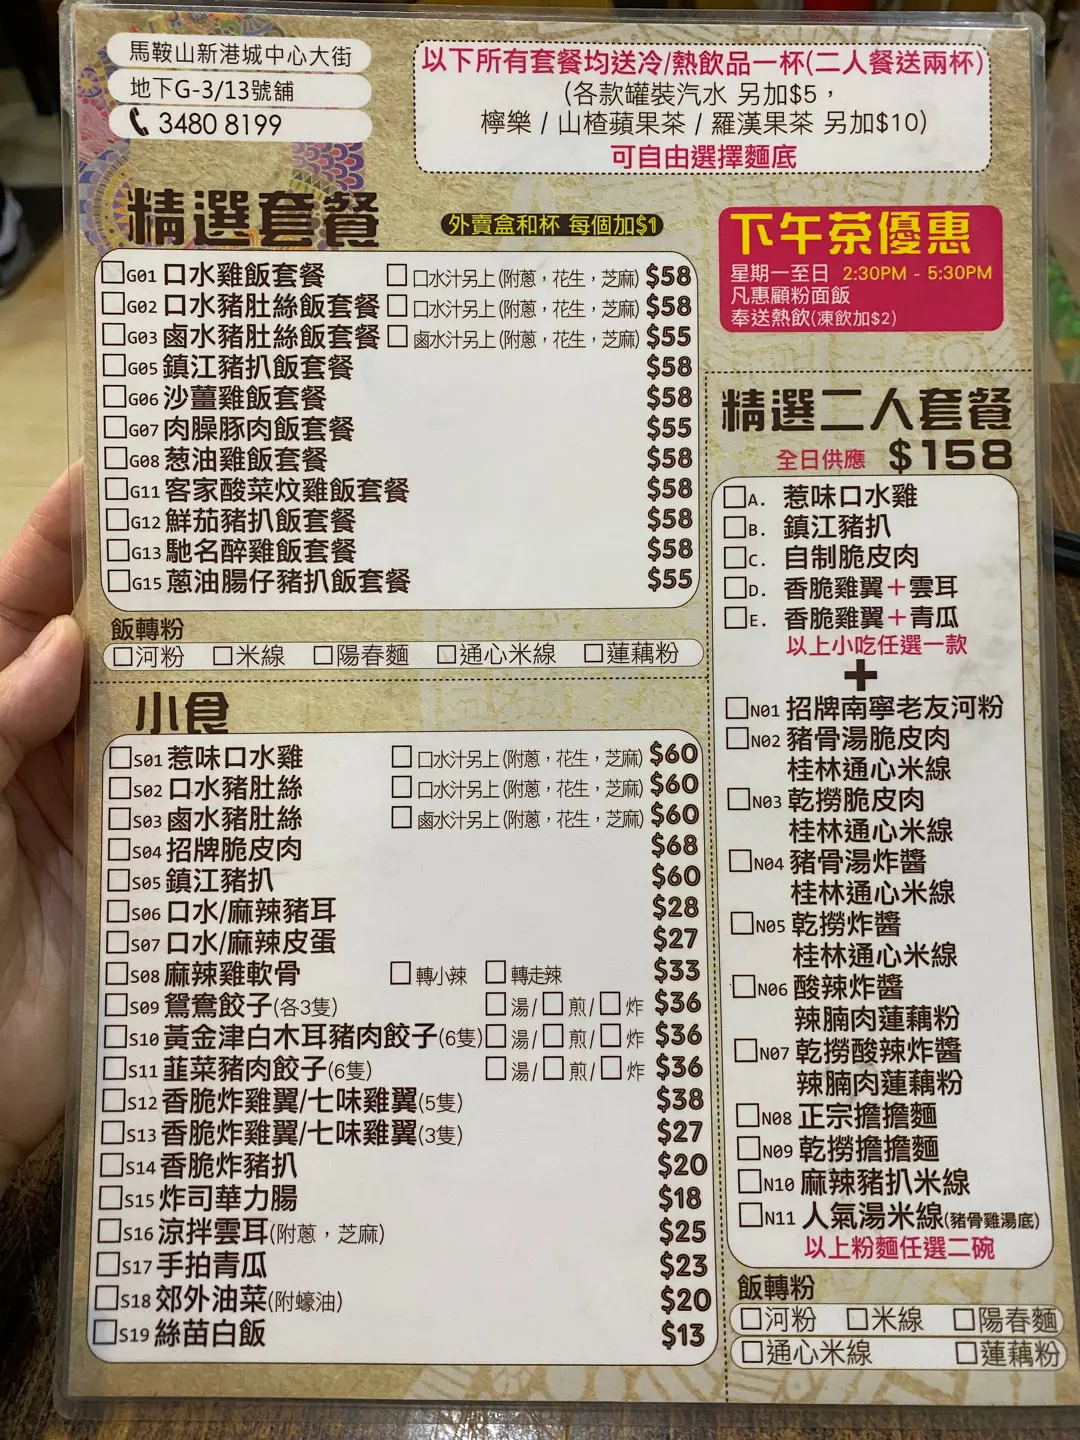 馬鞍山新港城中心大街
地下G-3/13號舖
3480 8199
以下所有套餐均送冷/熱飲品一杯(二人餐送兩杯)
(各款罐裝汽水 另加$5，
檸樂 / 山楂蘋果茶 / 羅漢果茶 另加$10)
可自由選擇麵底
精選套餐
外賣盒和杯 每個加$1
G01 口水雞飯套餐 口水汁另上(附蔥，花生，芝麻) $58
G02 口水豬肚絲飯套餐 口水汁另上(附蔥，花生，芝麻) $58
G03 鹵水豬肚絲飯套餐 鹵水汁另上(附蔥，花生，芝麻) $55
G05 鎮江豬扒飯套餐 $58
G06 沙薑雞飯套餐 $58
G07 肉臊豚肉飯套餐 $55
G08 葱油雞飯套餐 $58
G11 客家酸菜炆雞飯套餐 $58
G12 鮮茄豬扒飯套餐 $58
G13 馳名醉雞飯套餐 $58
G15 蔥油腸仔豬扒飯套餐 $55
飯轉粉
河粉 米線 陽春麵 通心米線 蓮藕粉
小食
S01 惹味口水雞 口水汁另上(附蔥，花生，芝麻) $60
S02 口水豬肚絲 口水汁另上(附蔥，花生，芝麻) $60
S03 鹵水豬肚絲 鹵水汁另上(附蔥，花生，芝麻) $60
S04 招牌脆皮肉 $68
S05 鎮江豬扒 $60
S06 口水/麻辣豬耳 $28
S07 口水/麻辣皮蛋 $27
S08 麻辣雞軟骨 轉小辣 轉走辣 $33
S09 鴛鴦餃子(各3隻) 湯/ 煎/ 炸 $36
S10 黃金津白木耳豬肉餃子(6隻) 湯/ 煎/ 炸 $36
S11 韮菜豬肉餃子(6隻) 湯/ 煎/ 炸 $36
S12 香脆炸雞翼/七味雞翼(5隻) $38
S13 香脆炸雞翼/七味雞翼(3隻) $27
S14 香脆炸豬扒 $20
S15 炸司華力腸 $18
S16 涼拌雲耳(附蔥，芝麻) $25
S17 手拍青瓜 $23
S18 郊外油菜(附蠔油) $20
S19 絲苗白飯 $13
下午茶優惠
星期一至日 2:30PM - 5:30PM
凡惠顧粉面飯
奉送熱飲(凍飲加$2)
精選二人套餐
全日供應 $158
A. 惹味口水雞
B. 鎮江豬扒
C. 自制脆皮肉
D. 香脆雞翼＋雲耳
E. 香脆雞翼＋青瓜
以上小吃任選一款
+
N01 招牌南寧老友河粉
N02 豬骨湯脆皮肉
桂林通心米線
N03 乾撈脆皮肉
桂林通心米線
N04 豬骨湯炸醬
桂林通心米線
N05 乾撈炸醬
桂林通心米線
N06 酸辣炸醬
辣腩肉蓮藕粉
N07 乾撈酸辣炸醬
辣腩肉蓮藕粉
N08 正宗擔擔麵
N09 乾撈擔擔麵
N10 麻辣豬扒米線
N11 人氣湯米線(豬骨雞湯底)
以上粉麵任選二碗
飯轉粉
河粉 米線 陽春麵
通心米線 蓮藕粉